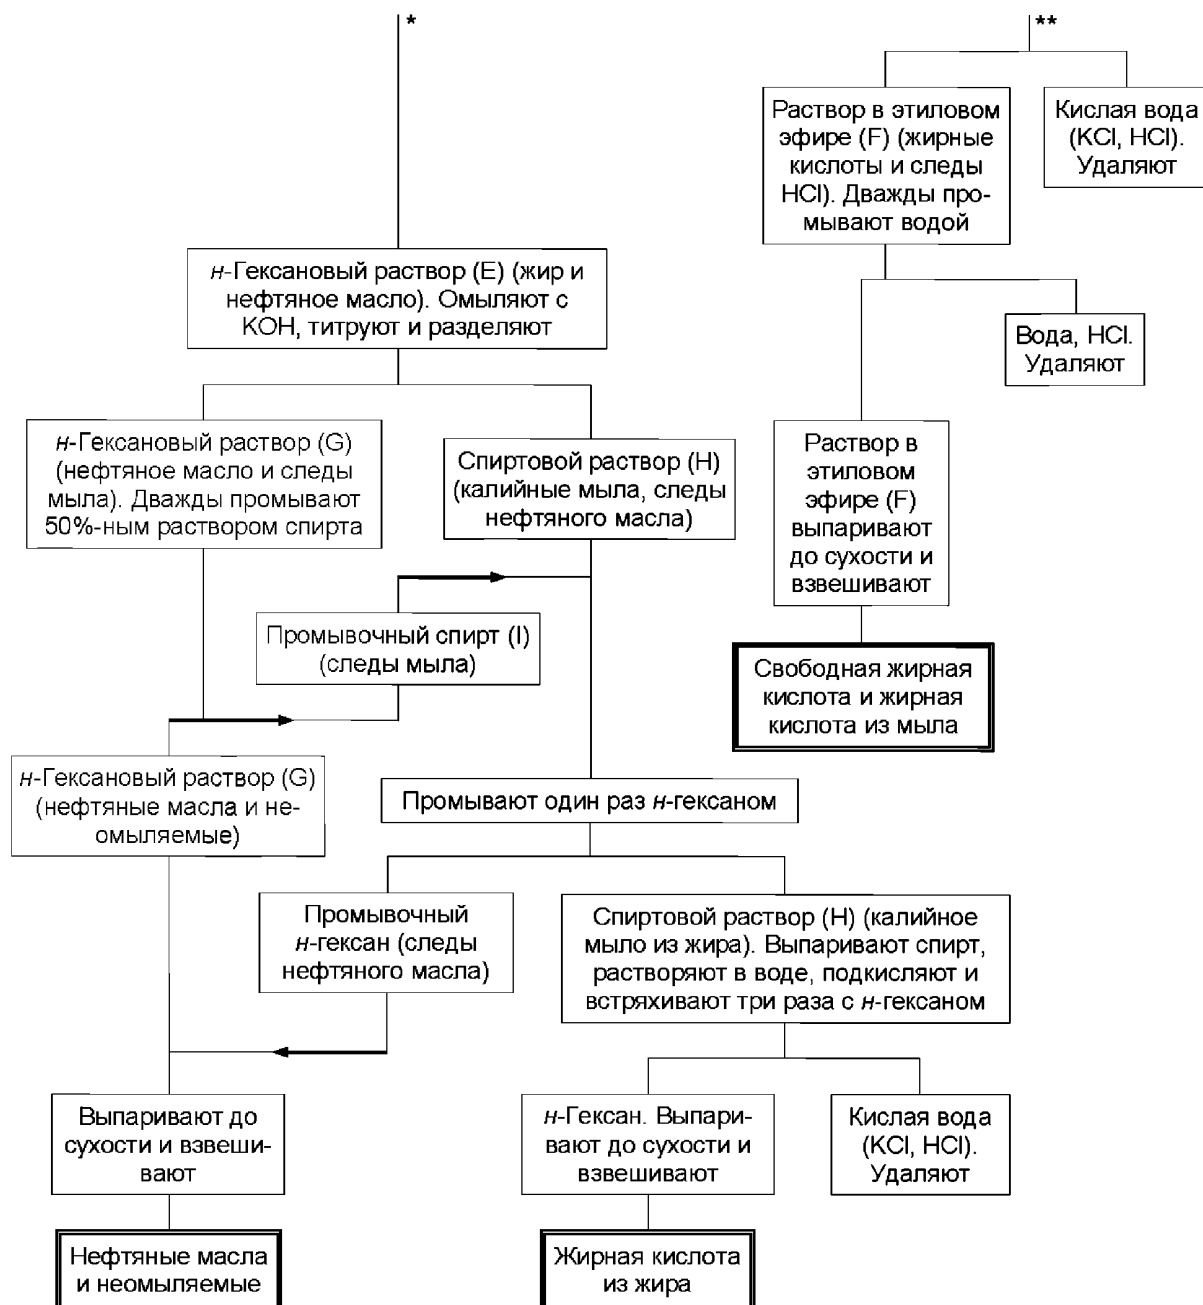 *
**
Раствор в этиловом
эфире (F) (жирные
кислоты и следы
HCl). Дважды про-
мывают водой
Кислая вода
(KCl, HCl).
Удаляют
н-Гексановый раствор (E) (жир и
нефтяное масло). Омыляют с
KOH, титруют и разделяют
Вода, HCl.
Удаляют
н-Гексановый раствор (G)
(нефтяное масло и следы
мыла). Дважды промывают
50%-ным раствором спирта
Спиртовой раствор (H)
(калийные мыла, следы
нефтяного масла)
Раствор в
этиловом
эфире (F)
выпаривают
до сухости и
взвешивают
Промывочный спирт (I)
(следы мыла)
Свободная жирная
кислота и жирная
кислота из мыла
н-Гексановый раствор (G)
(нефтяные масла и не-
омыляемые)
Промывают один раз н-гексаном
Промывочный
н-гексан (следы
нефтяного масла)
Спиртовой раствор (H) (калийное
мыло из жира). Выпаривают спирт,
растворяют в воде, подкисляют и
встряхивают три раза с н-гексаном
Выпаривают до
сухости и взвеши-
вают
н-Гексан. Выпари-
вают до сухости и
взвешивают
Кислая вода
(KCl, HCl).
Удаляют
Нефтяные масла
и неомыляемые
Жирная кислота
из жира